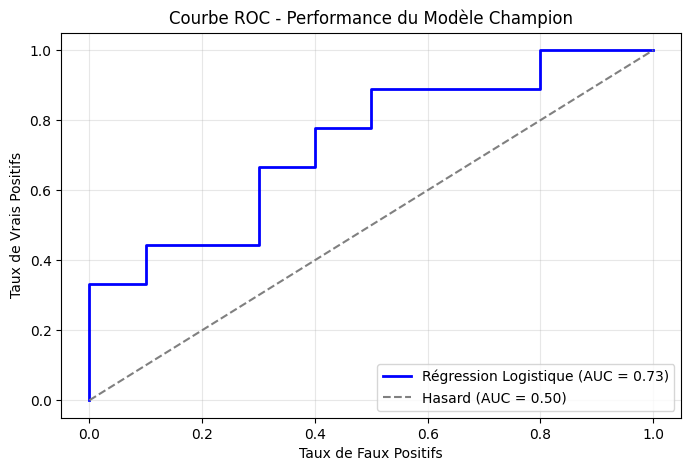 Courbe ROC - Performance du Modèle Champion
1.0
0.8
0.6
0.4
0.2
0.0
Taux de Vrais Positifs
0.0 0.2 0.4 0.6 0.8 1.0
Taux de Faux Positifs
Régression Logistique (AUC = 0.73)
Hasard (AUC = 0.50)